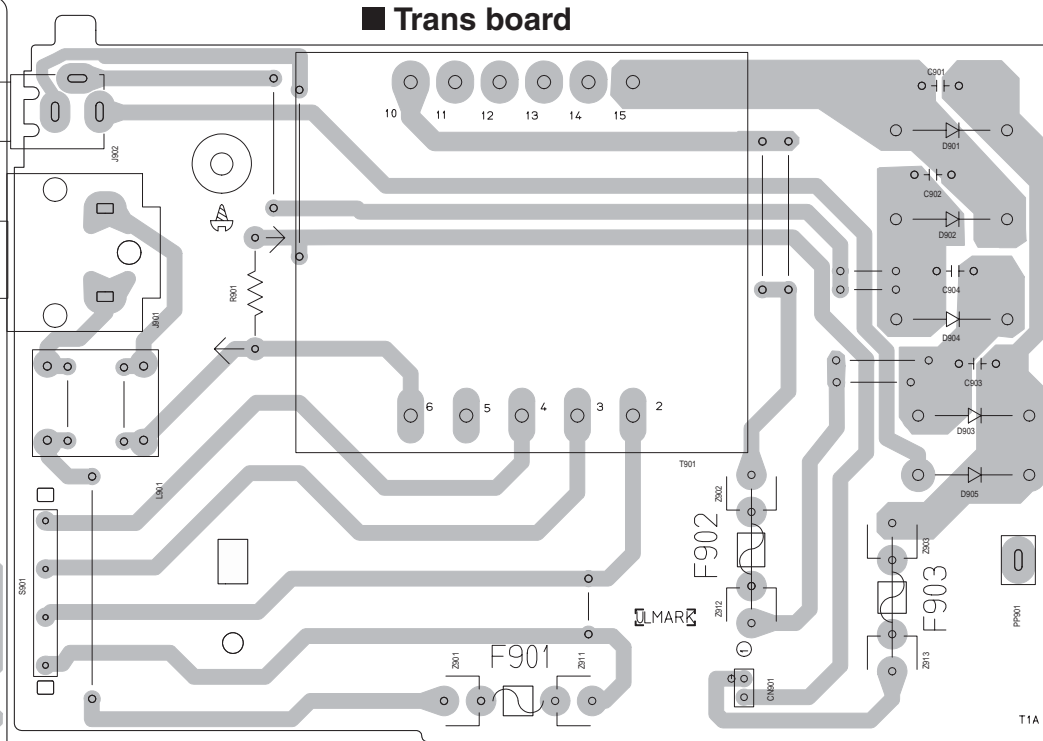 ■ Trans board
C901
10
11
12
13
14
15
D901
J902
C902
D902
R901
C904
J901
D904
C903
6
5
4
3
2
D903
T901
L901
Z902
D905
F902
S901
Z903
F903
Z912
ULMARK
PP901
1
Z901
F901
Z911
Z913
CN901
T1A